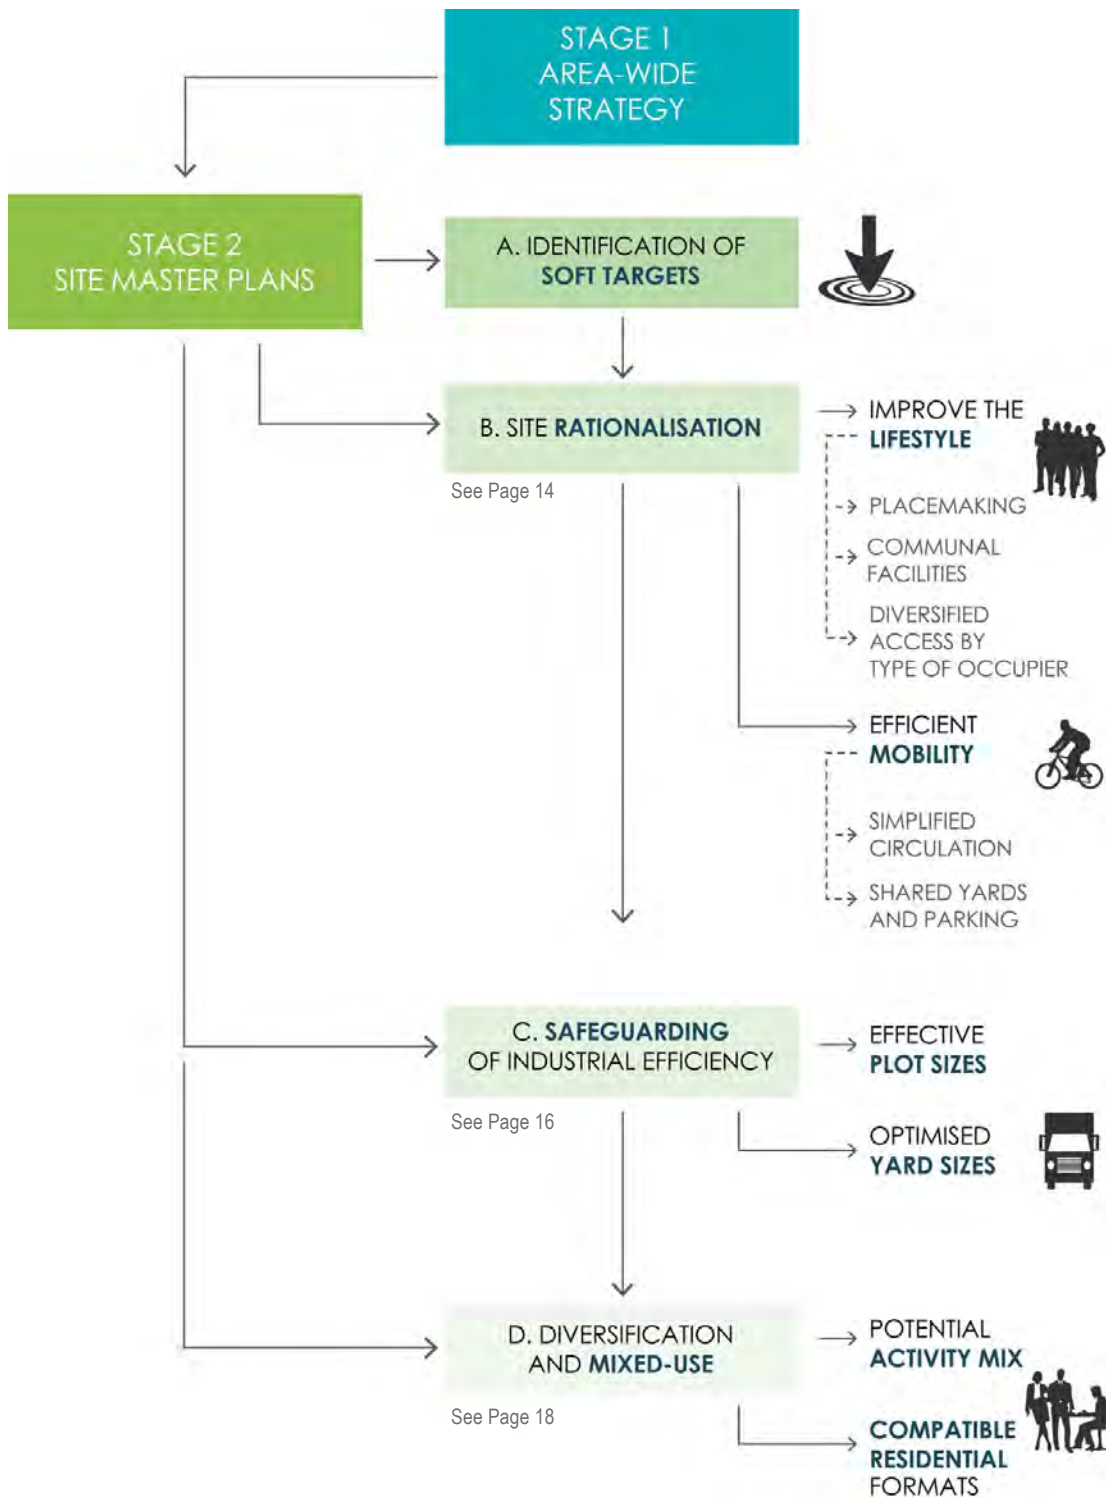 STAGE 1
AREA-WIDE
STRATEGY
STAGE 2
SITE MASTER PLANS
A. IDENTIFICATION OF
SOFT TARGETS
B. SITE RATIONALISATION
See Page 14
IMPROVE THE
LIFESTYLE
PLACEMAKING
COMMUNAL
FACILITIES
DIVERSIFIED
ACCESS BY
TYPE OF OCCUPIER
EFFICIENT
MOBILITY
SIMPLIFIED
CIRCULATION
SHARED YARDS
AND PARKING
C. SAFEGUARDING
OF INDUSTRIAL EFFICIENCY
See Page 16
EFFECTIVE
PLOT SIZES
OPTIMISED
YARD SIZES
D. DIVERSIFICATION
AND MIXED-USE
See Page 18
POTENTIAL
ACTIVITY MIX
COMPATIBLE
RESIDENTIAL
FORMATS